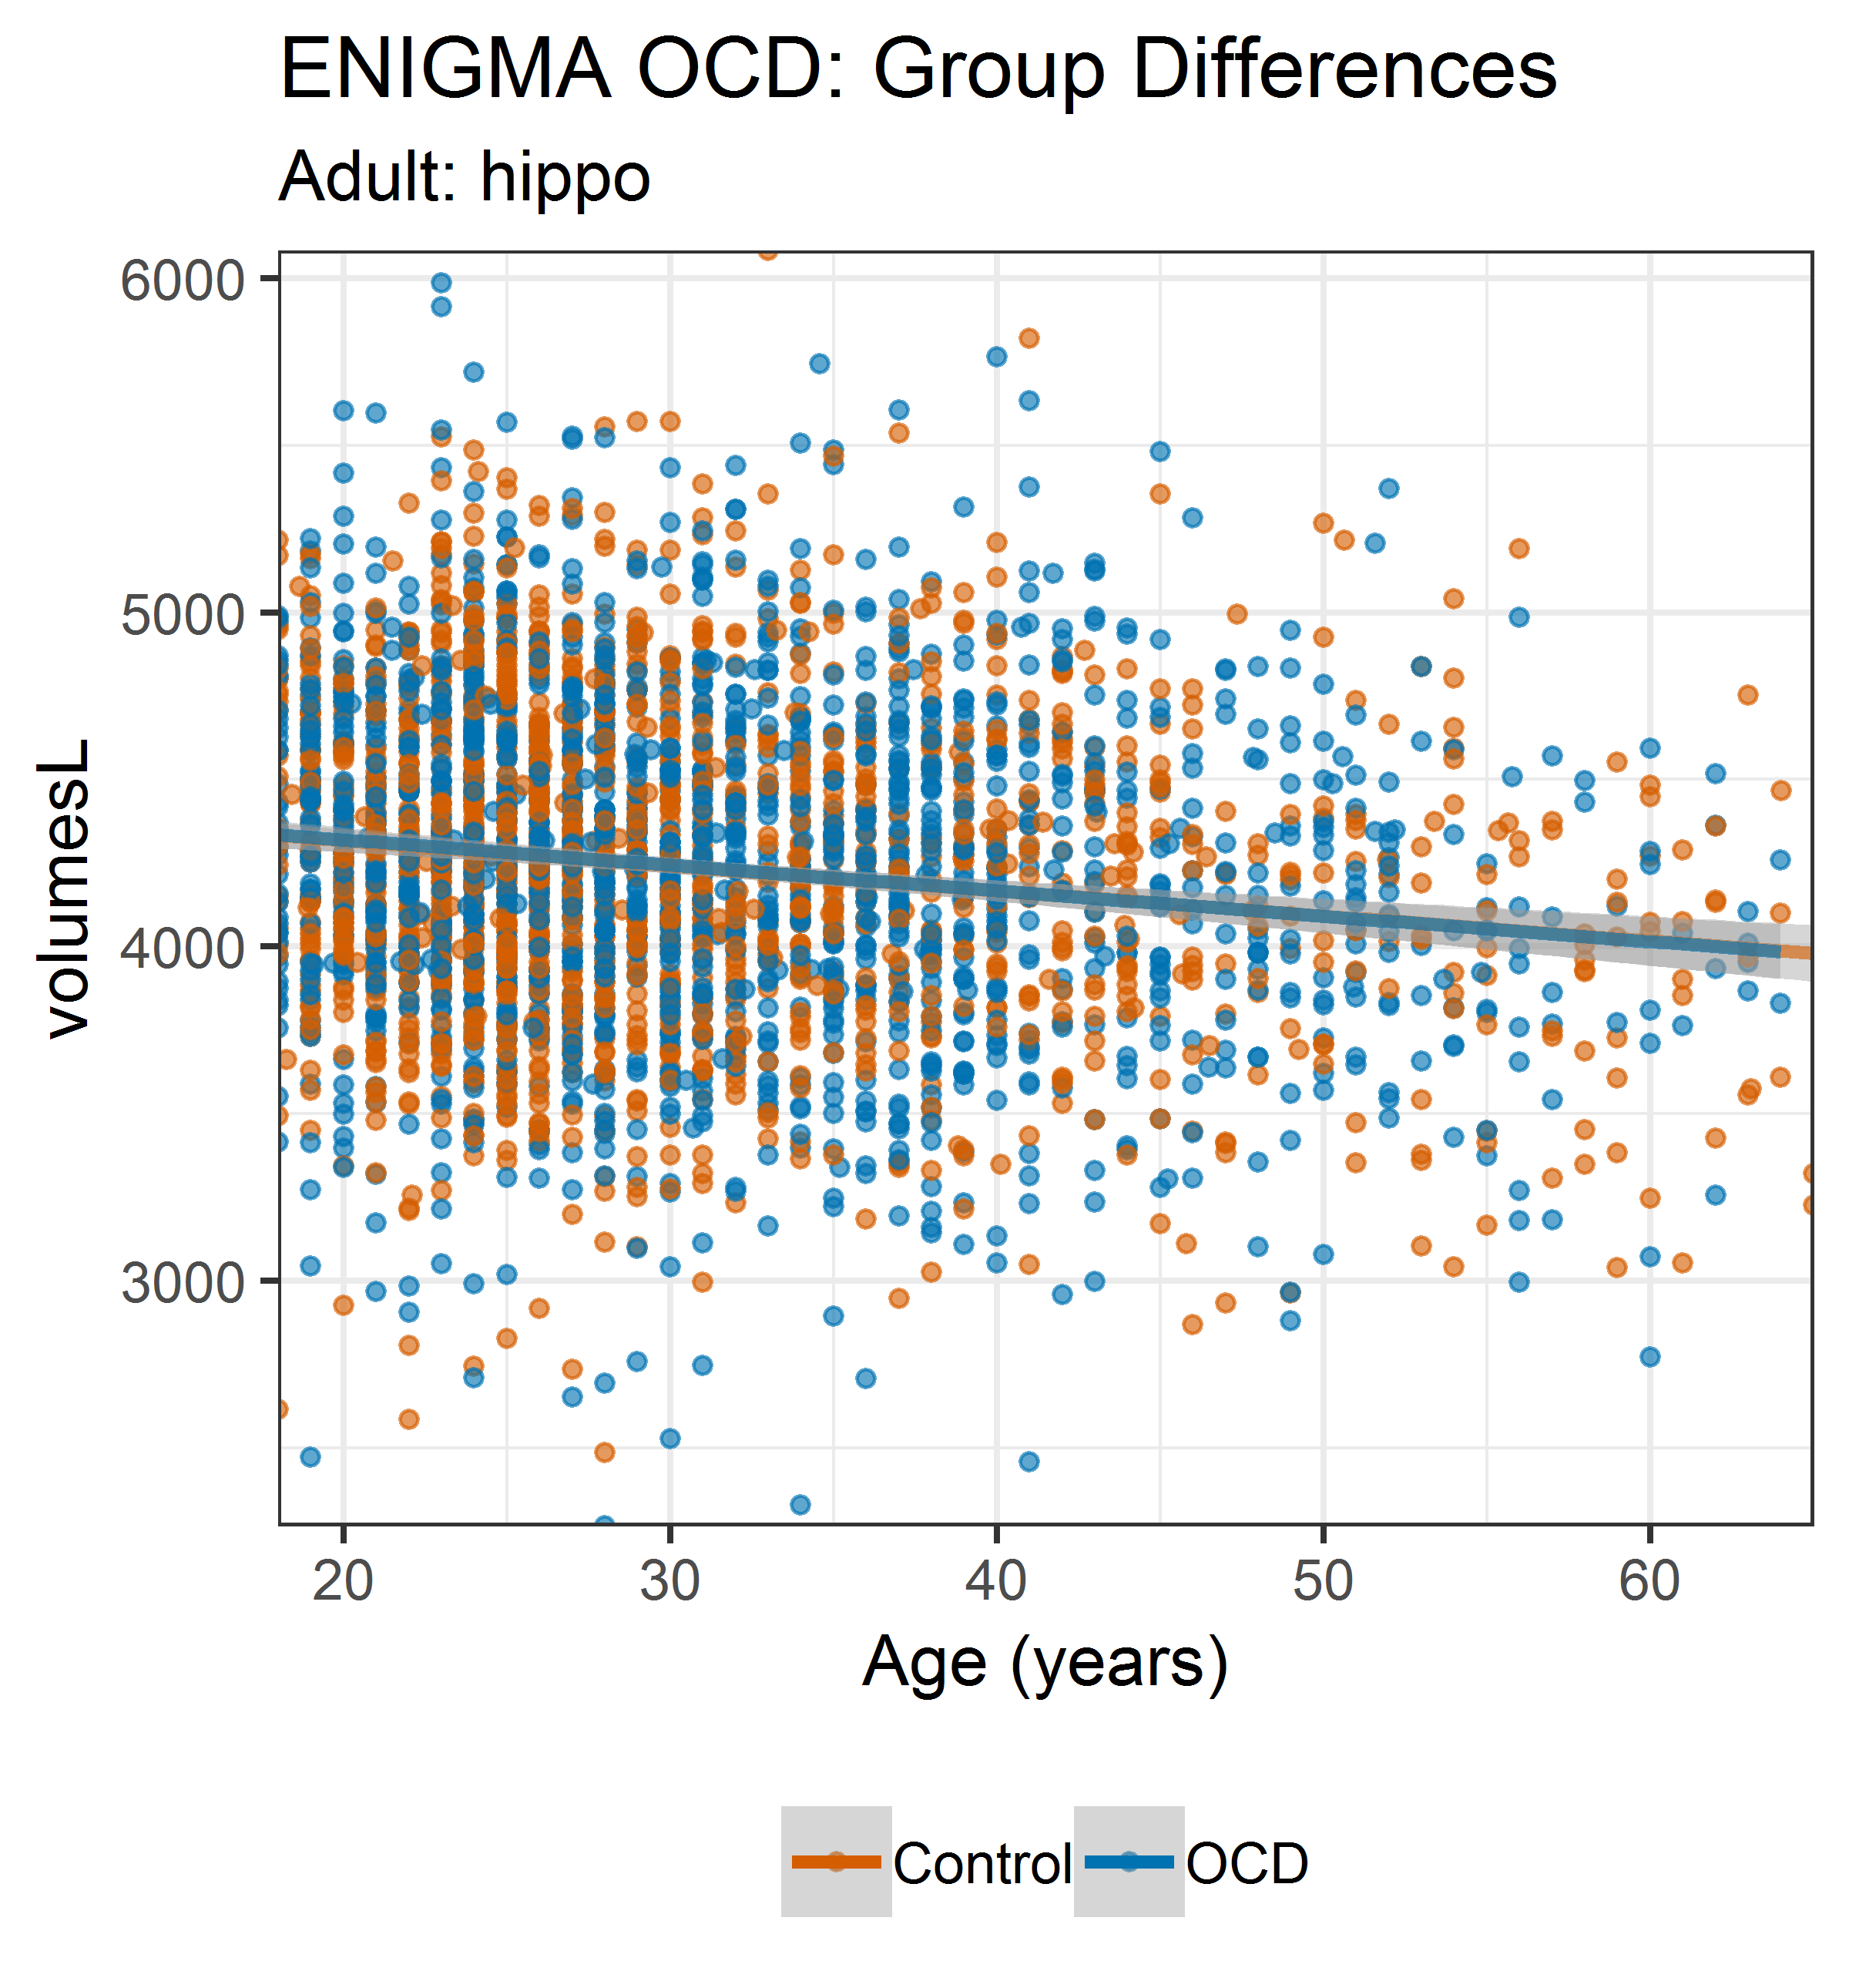 ENIGMA OCD: Group Differences
Adult: hippo
6000
5000
4000
3000
volumesL
20 30 40 50 60
Age (years)
Control OCD